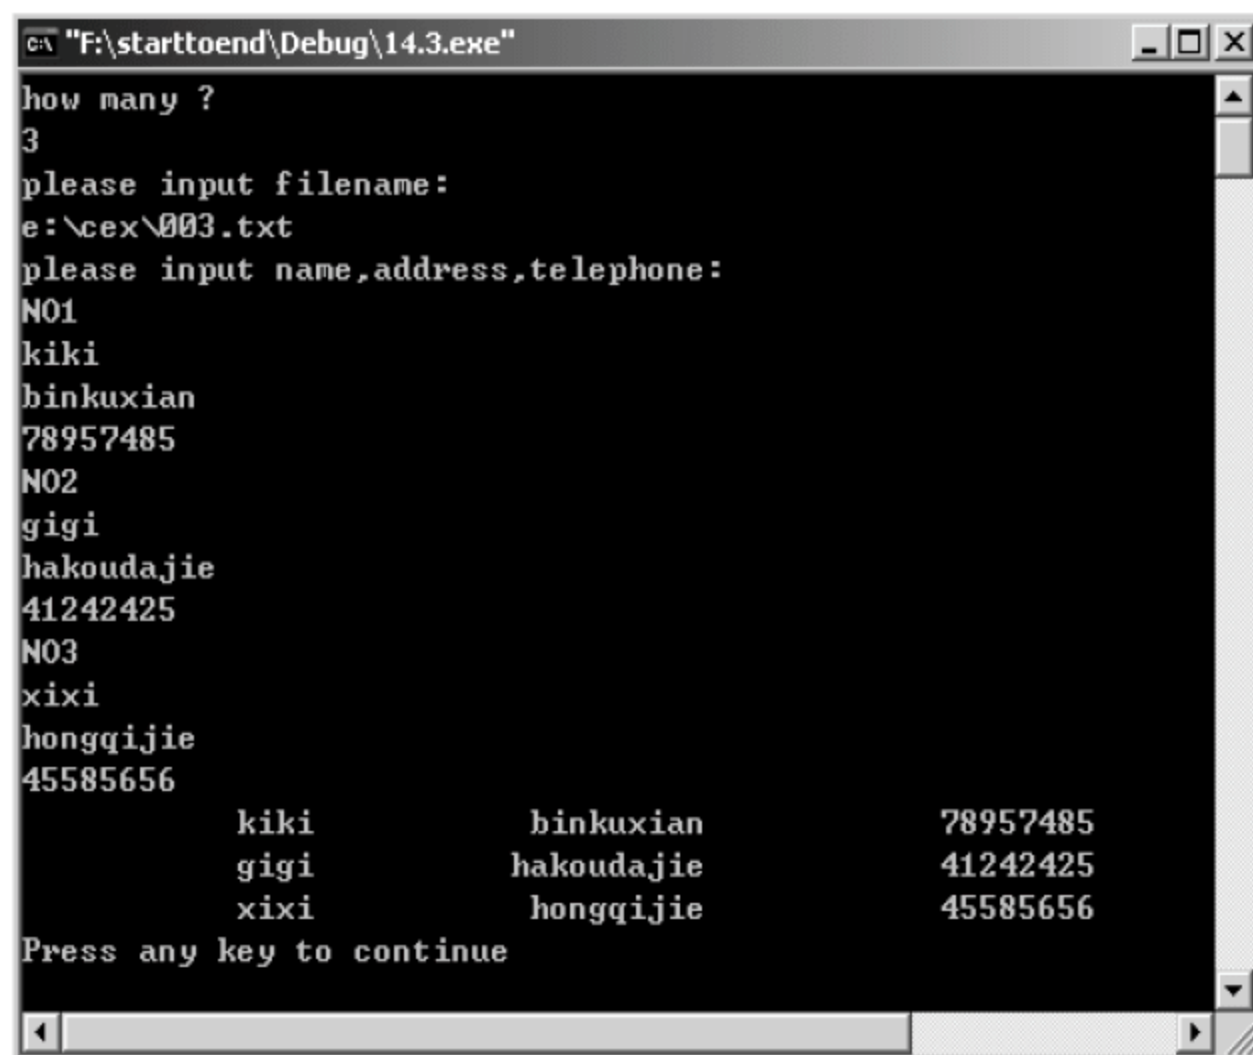 "F:\starttoend\Debug\14.3.exe"
how many ?
3
please input filename:
e:\cex\003.txt
please input name,address,telephone:
NO1
kiki
binkuxian
78957485
NO2
gigi
hakoudajie
41242425
NO3
xixi
hongqijie
45585656
kiki binkuxian 78957485
gigi hakoudajie 41242425
xixi hongqijie 45585656
Press any key to continue